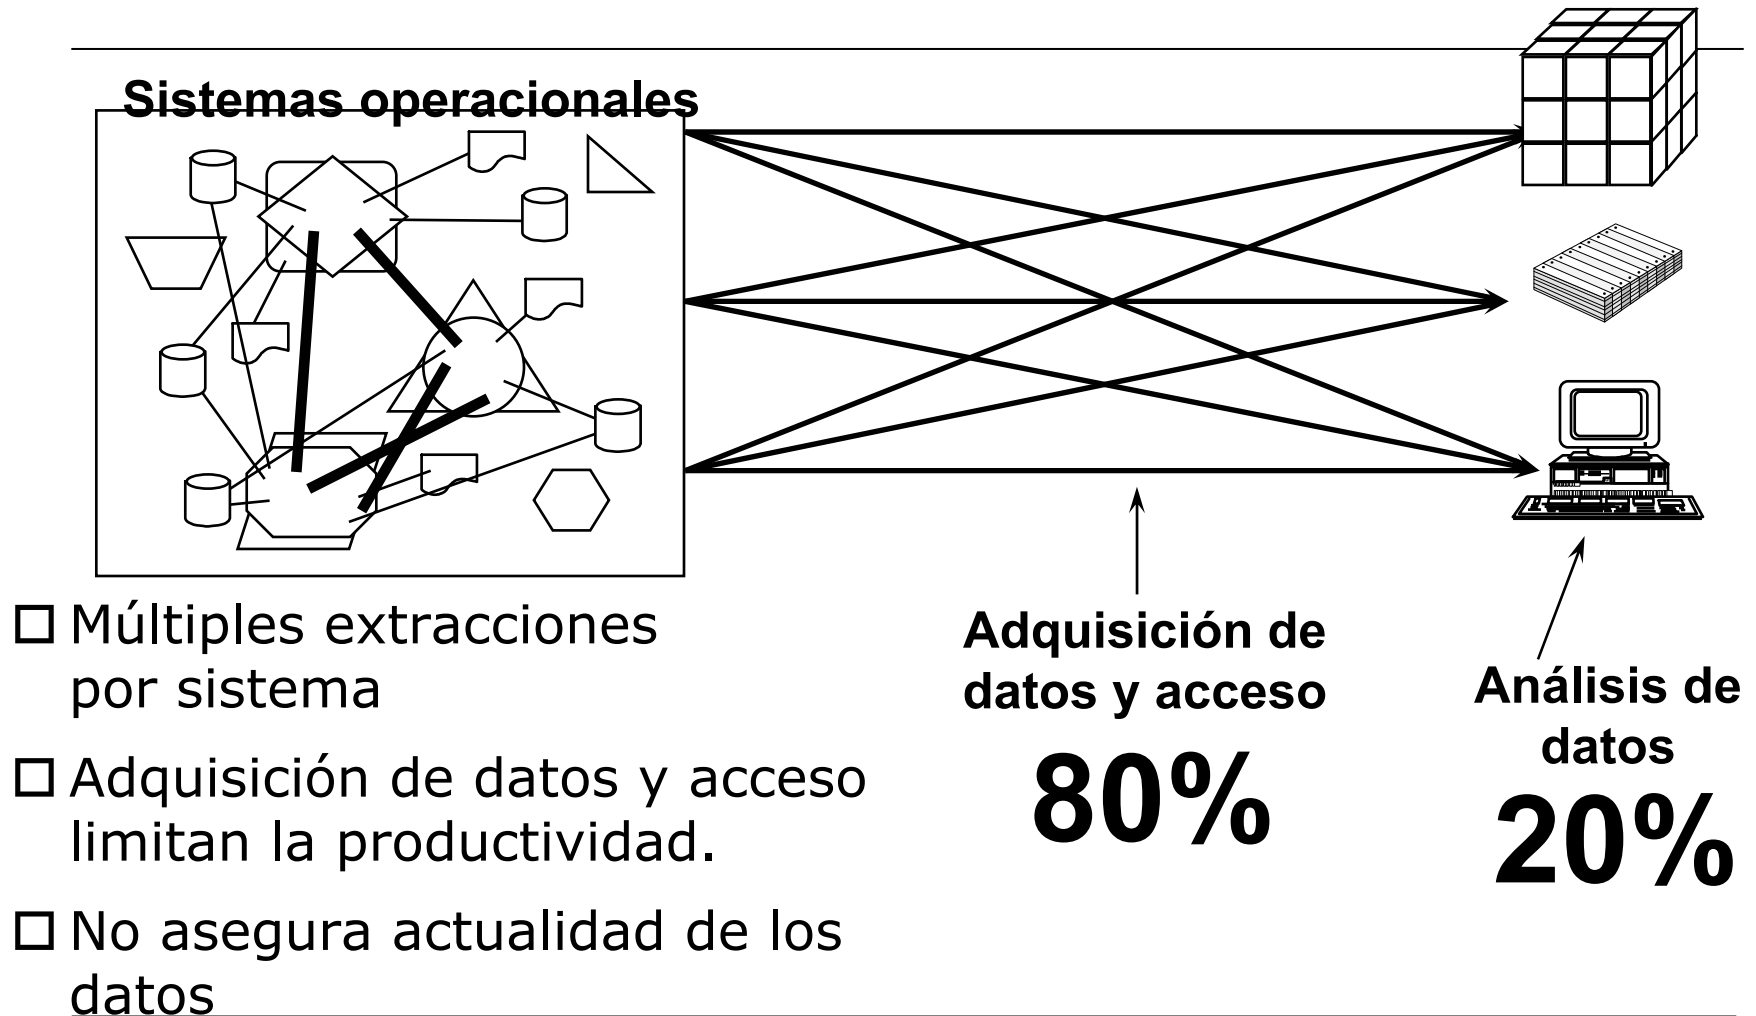 Sistemas operacionales
Múltiples extracciones
por sistema
Adquisición de datos y acceso
limitan la productividad.
No asegura actualidad de los
datos
Adquisición de
datos y acceso
80%
Análisis de
datos
20%